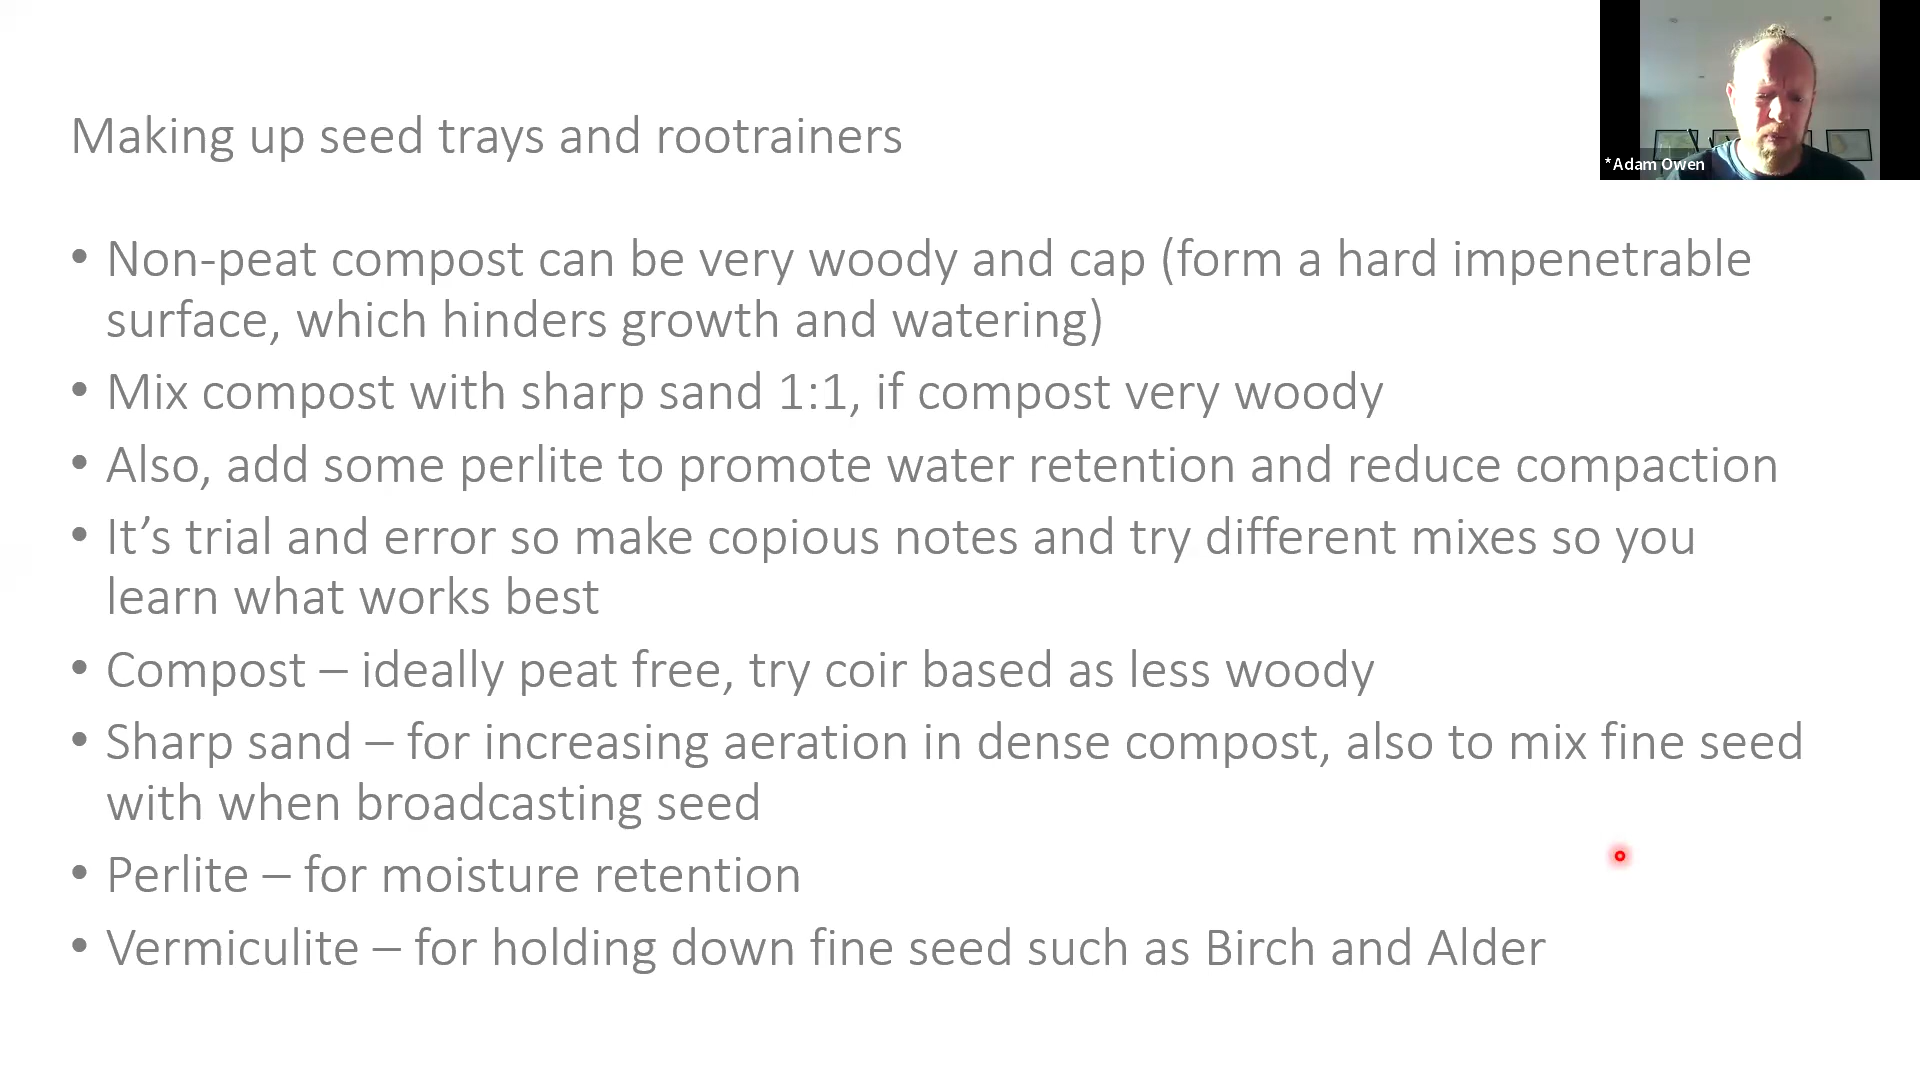 Making up seed trays and rootrainers
*Adam Owen
• Non-peat compost can be very woody and cap (form a hard impenetrable
surface, which hinders growth and watering)
• Mix compost with sharp sand 1:1, if compost very woody
• Also, add some perlite to promote water retention and reduce compaction
• It’s trial and error so make copious notes and try different mixes so you
learn what works best
• Compost – ideally peat free, try coir based as less woody
• Sharp sand – for increasing aeration in dense compost, also to mix fine seed
with when broadcasting seed
• Perlite – for moisture retention
• Vermiculite – for holding down fine seed such as Birch and Alder